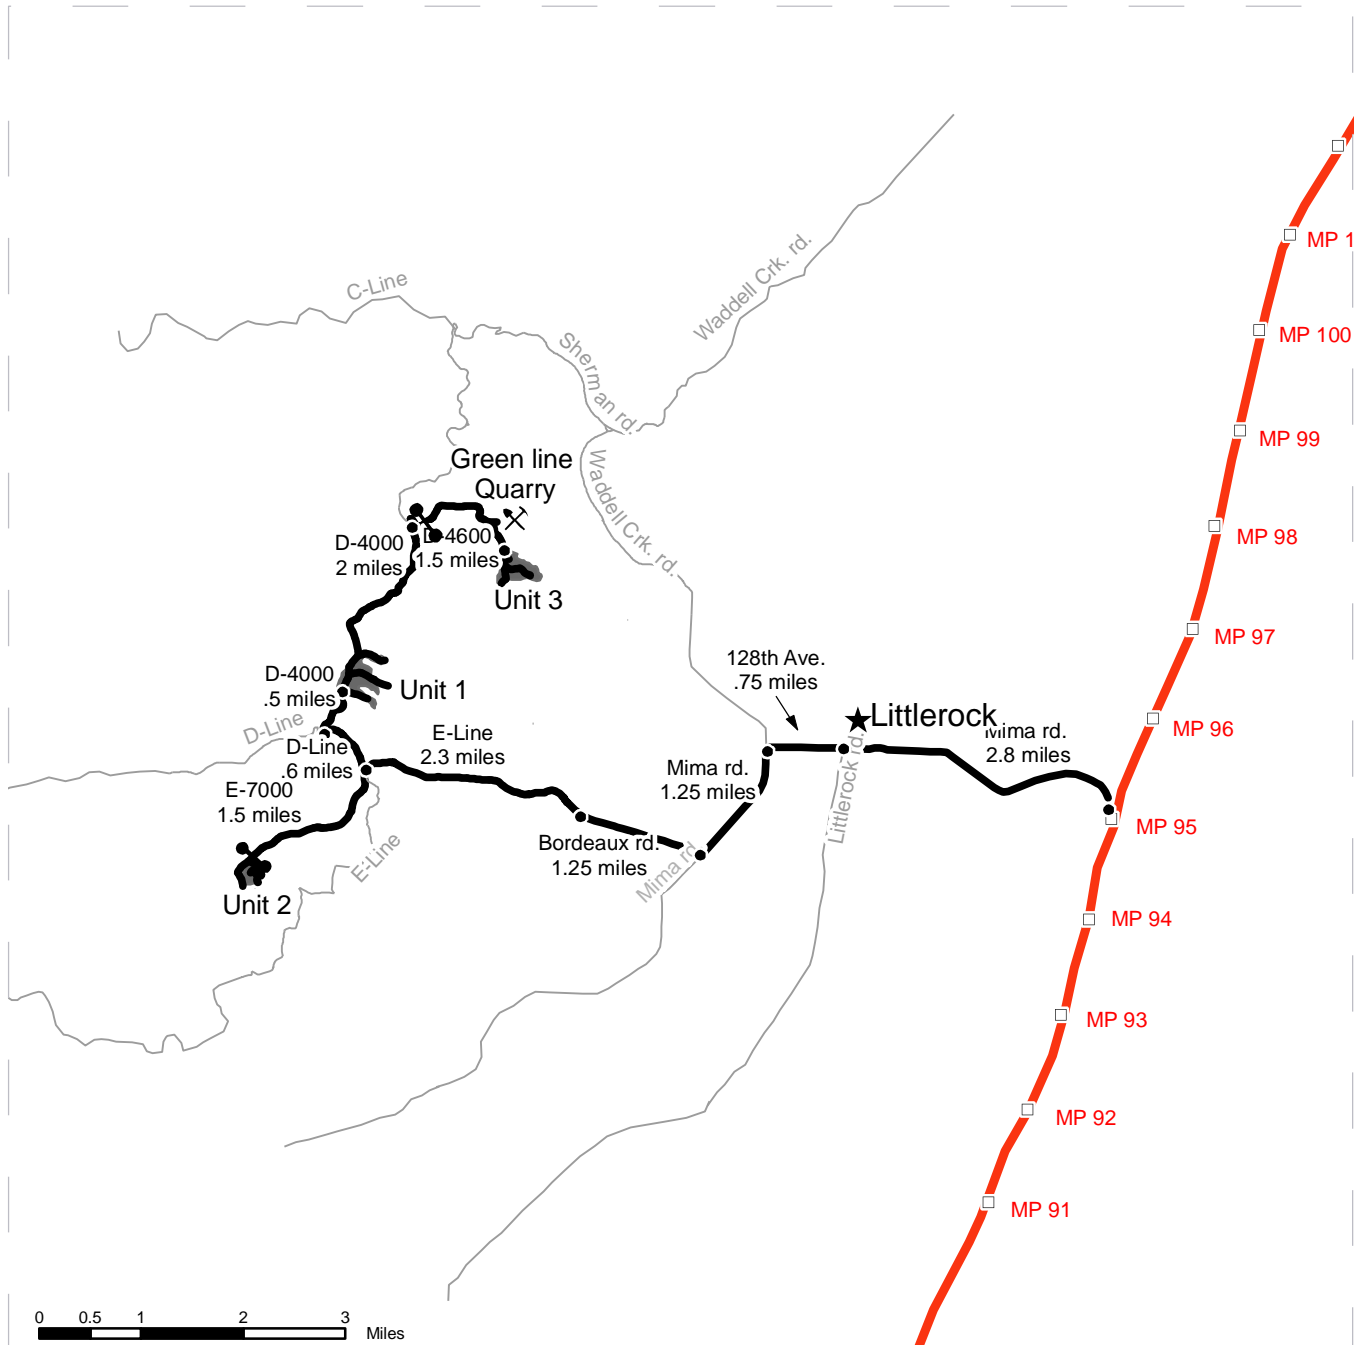 MP 1
Waddell Crk. rd.
C-Line
MP 100
Sherman rd.
MP 99
Green line
Quarry
Waddell Crk. rd.
D-4000
2 miles
D-4600
1.5 miles
MP 98
Unit 3
MP 97
128th Ave.
.75 miles
D-4000
.5 miles
Unit 1
Littlerock
MP 96
D-Line
D-Line
.6 miles
E-Line
2.3 miles
Mima rd.
2.8 miles
Mima rd.
1.25 miles
E-7000
1.5 miles
Littlerock rd.
MP 95
Bordeaux rd.
1.25 miles
E-Line
Mima rd
Unit 2
MP 94
MP 93
MP 92
MP 91
0 0.5 1 2 3
Miles